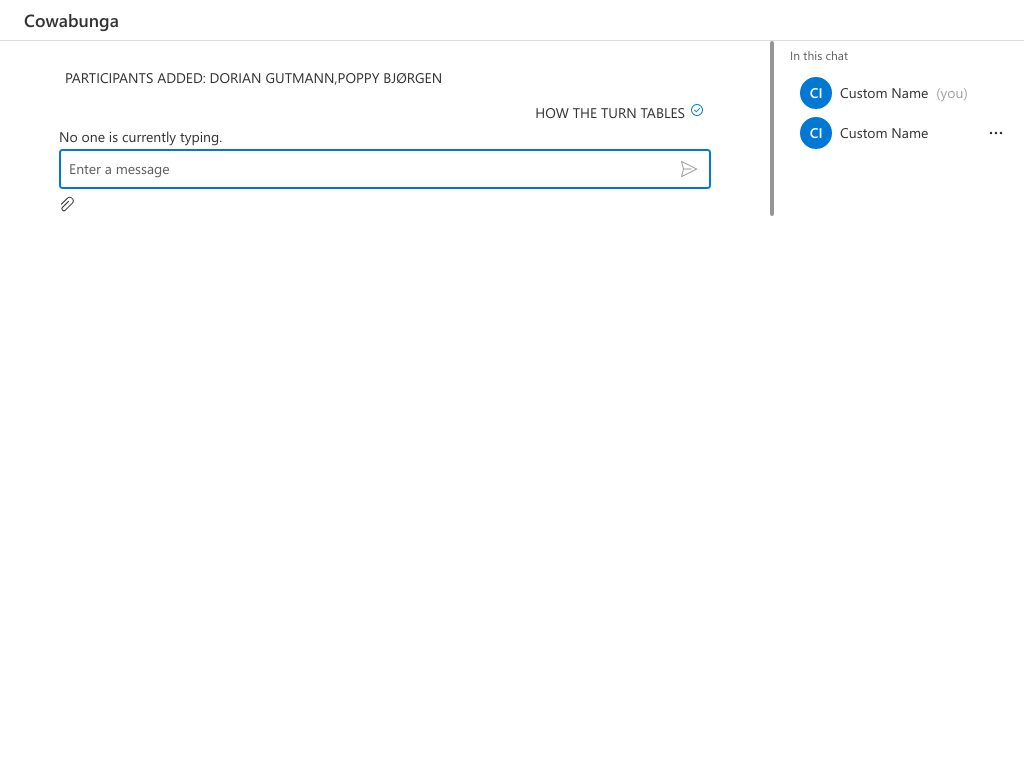 Cowabunga
PARTICIPANTS ADDED: DORIAN GUTMANN,POPPY BJØRGEN
HOW THE TURN TABLES
No one is currently typing.
Enter a message
In this chat
CI Custom Name (you)
CI Custom Name